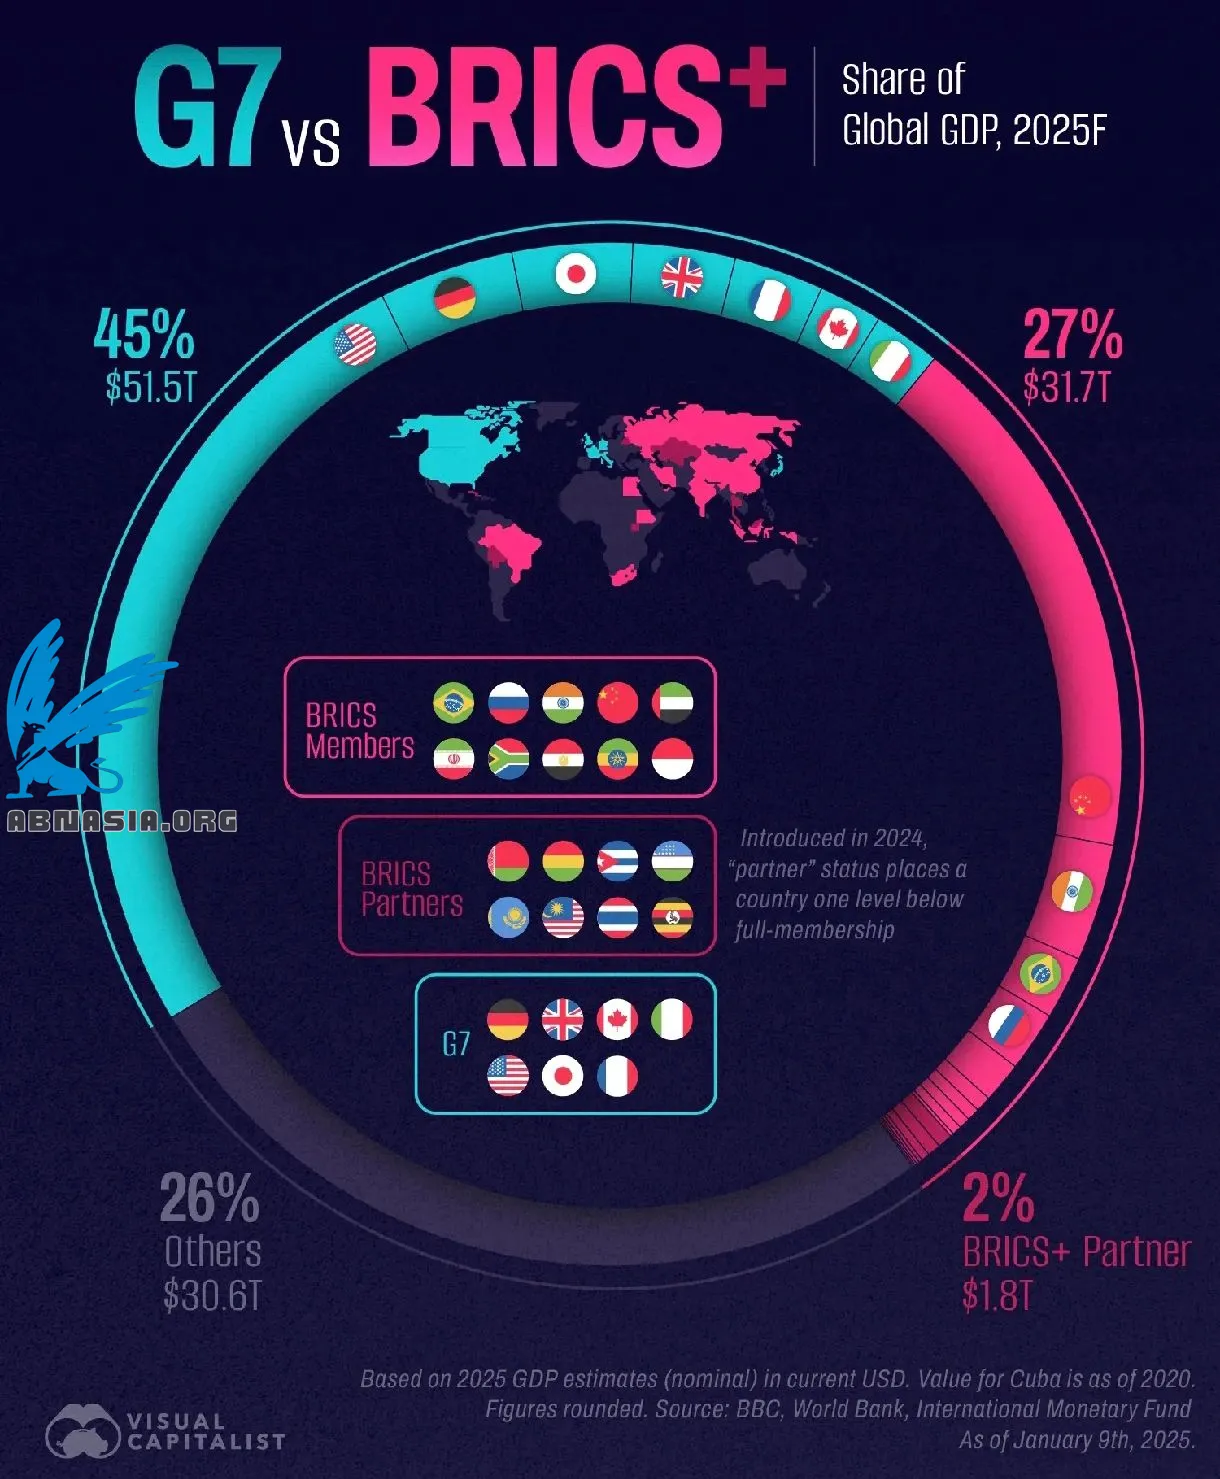 G7 vs BRICS+
Share of
Global GDP, 2025F
45%
$51.5T
27%
$31.7T
BRICS
Members
ABNASIA.ORG
BRICS
Partners
Introduced in 2024,
"partner" status places a
country one level below
full-membership
G7
26%
Others
$30.6T
2%
BRICS+ Partner
$1.8T
Based on 2025 GDP estimates (nominal) in current USD. Value for Cuba is as of 2020.
Figures rounded. Source: BBC, World Bank, International Monetary Fund
As of January 9th, 2025.
VISUAL
CAPITALIST